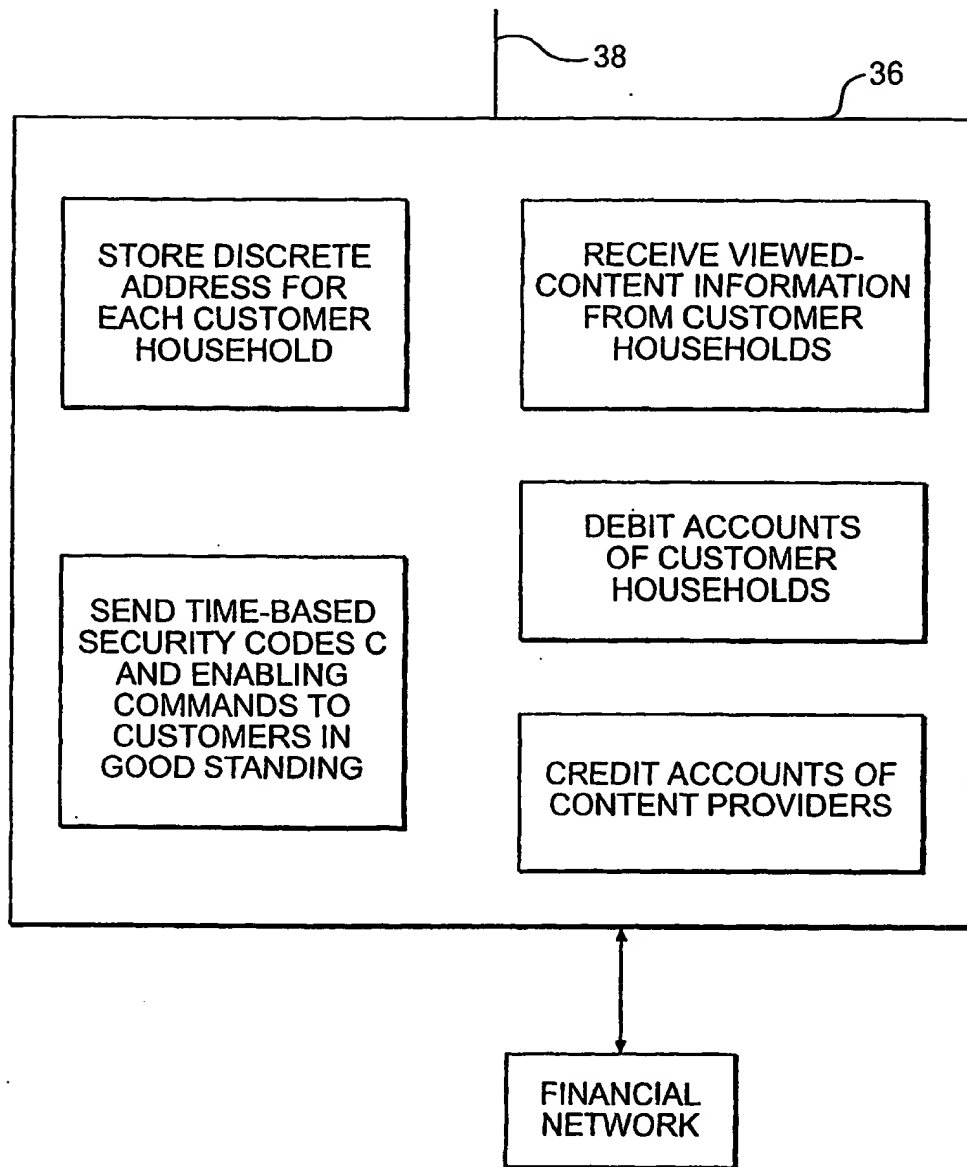 38
36
STORE DISCRETE
ADDRESS FOR
EACH CUSTOMER
HOUSEHOLD
RECEIVE VIEWED-
CONTENT INFORMATION
FROM CUSTOMER
HOUSEHOLDS
SEND TIME-BASED
SECURITY CODES C
AND ENABLING
COMMANDS TO
CUSTOMERS IN
GOOD STANDING
DEBIT ACCOUNTS
OF CUSTOMER
HOUSEHOLDS
CREDIT ACCOUNTS OF
CONTENT PROVIDERS
FINANCIAL
NETWORK